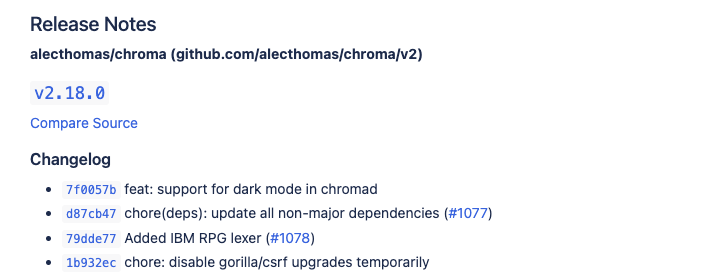 Release Notes
alecthomas/chroma (github.com/alecthomas/chroma/v2)
v2.18.0
Compare Source
Changelog
• 7f0057b feat: support for dark mode in chromad
• d87cb47 chore(deps): update all non-major dependencies (#1077)
• 79dde77 Added IBM RPG lexer (#1078)
• 1b932ec chore: disable gorilla/csrf upgrades temporarily